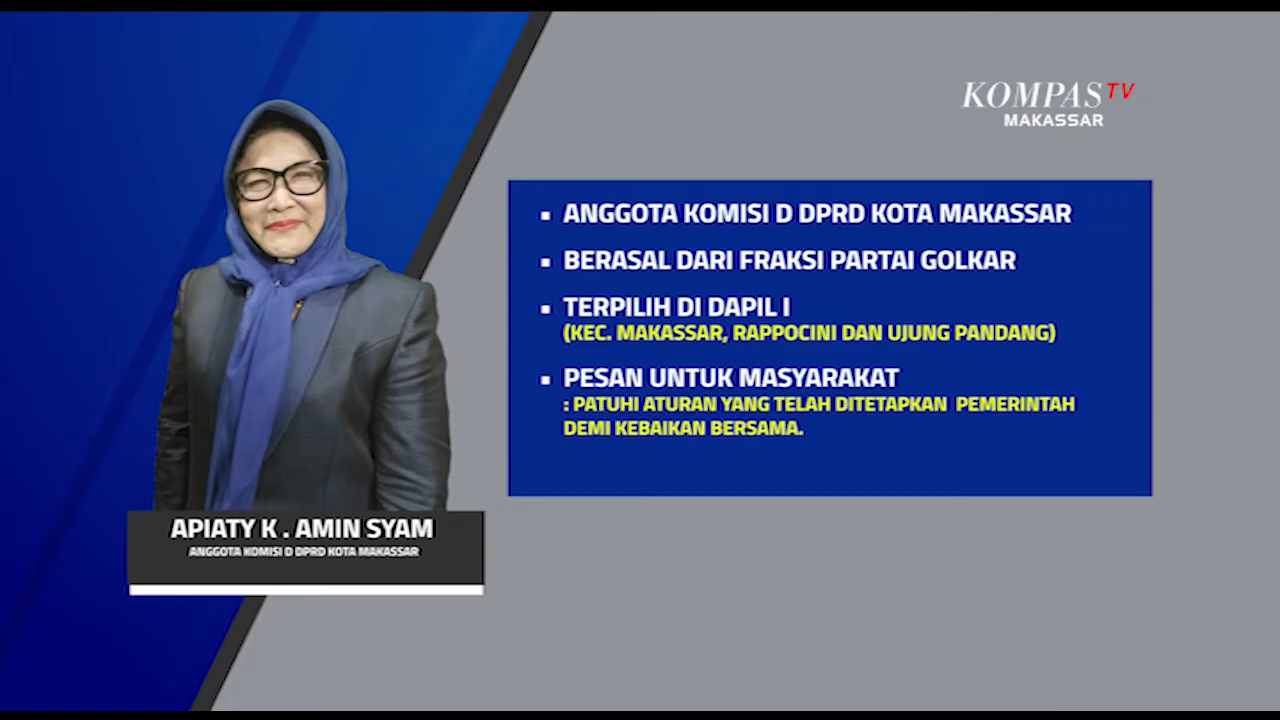 KOMPAS TV
MAKASSAR
▪ ANGGOTA KOMISI D DPRD KOTA MAKASSAR
▪ BERASAL DARI FRAKSI PARTAI GOLKAR
▪ TERPILIH DI DAPIL I
(KEC. MAKASSAR, RAPPOCINI DAN UJUNG PANDANG)
▪ PESAN UNTUK MASYARAKAT
: PATUHI ATURAN YANG TELAH DITETAPKAN PEMERINTAH
DEMI KEBAIKAN BERSAMA.
APIATY K . AMIN SYAM
ANGGOTA KOMISI D DPRD KOTA MAKASSAR